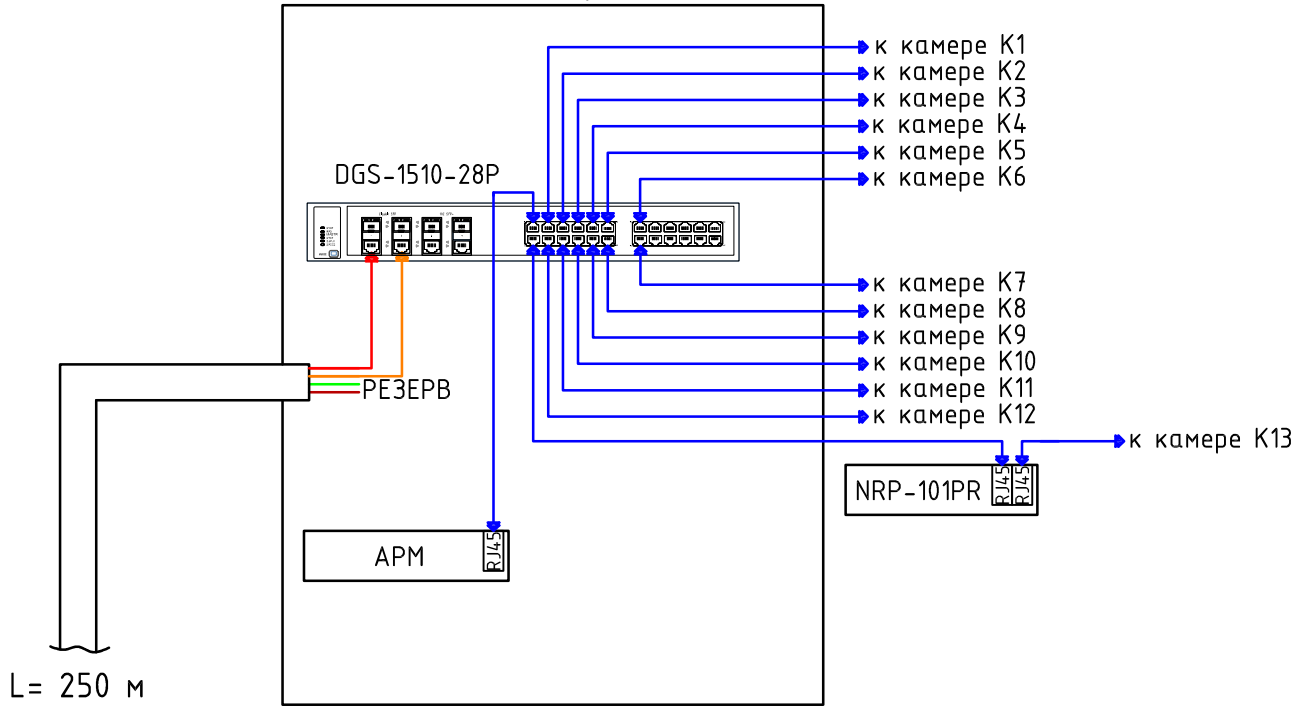 к камере К1
к камере К2
к камере К3
к камере К4
к камере К5
к камере К6
DGS-1510-28P
к камере К7
к камере К8
к камере К9
к камере К10
к камере К11
к камере К12
РЕЗЕРВ
к камере К13
NRP-101PR
RJ45
RJ45
АРМ
RJ45
L= 250 м